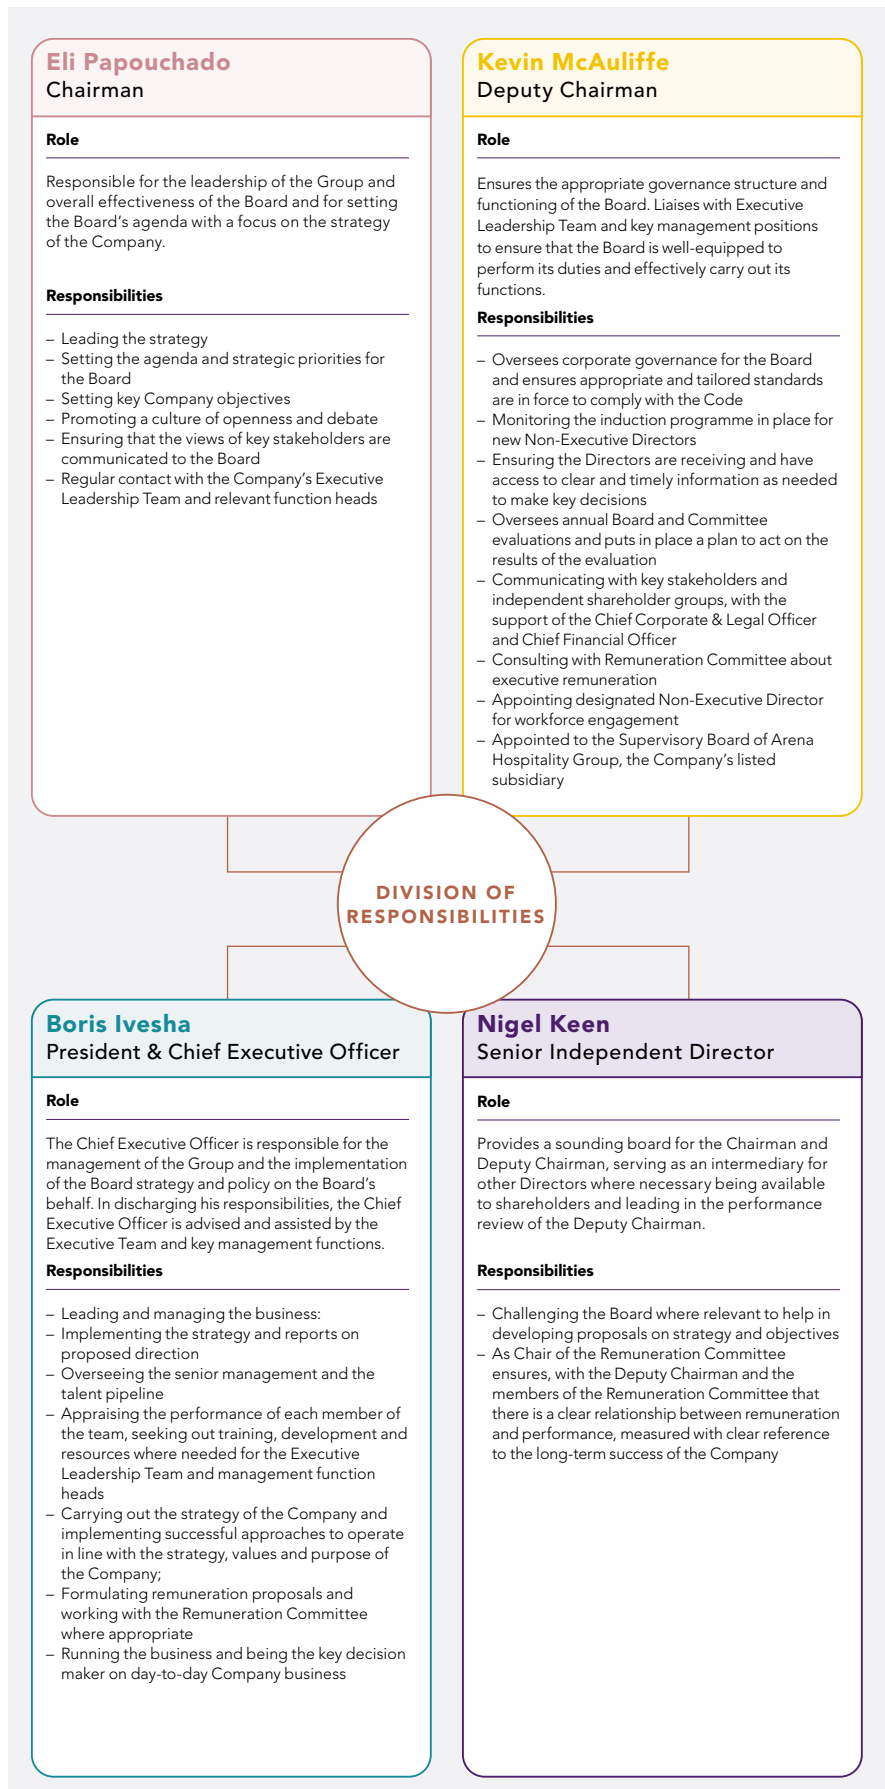 Eli Papouchado
Chairman
Role
Responsible for the leadership of the Group and
overall effectiveness of the Board and for setting
the Board's agenda with a focus on the strategy
of the Company.
Responsibilities
– Leading the strategy
– Setting the agenda and strategic priorities for
the Board
– Setting key Company objectives
– Promoting a culture of openness and debate
– Ensuring that the views of key stakeholders are
communicated to the Board
– Regular contact with the Company's Executive
Leadership Team and relevant function heads
Kevin McAuliffe
Deputy Chairman
Role
Ensures the appropriate governance structure and
functioning of the Board. Liaises with Executive
Leadership Team and key management positions
to ensure that the Board is well-equipped to
perform its duties and effectively carry out its
functions.
Responsibilities
– Oversees corporate governance for the Board
and ensures appropriate and tailored standards
are in force to comply with the Code
– Monitoring the induction programme in place for
new Non-Executive Directors
– Ensuring the Directors are receiving and have
access to clear and timely information as needed
to make key decisions
– Oversees annual Board and Committee
evaluations and puts in place a plan to act on the
results of the evaluation
– Communicating with key stakeholders and
independent shareholder groups, with the
support of the Chief Corporate & Legal Officer
and Chief Financial Officer
– Consulting with Remuneration Committee about
executive remuneration
– Appointing designated Non-Executive Director
for workforce engagement
– Appointed to the Supervisory Board of Arena
Hospitality Group, the Company's listed
subsidiary
DIVISION OF
RESPONSIBILITIES
Boris Ivesha
President & Chief Executive Officer
Role
The Chief Executive Officer is responsible for the
management of the Group and the implementation
of the Board strategy and policy on the Board's
behalf. In discharging his responsibilities, the Chief
Executive Officer is advised and assisted by the
Executive Team and key management functions.
Responsibilities
– Leading and managing the business:
– Implementing the strategy and reports on
proposed direction
– Overseeing the senior management and the
talent pipeline
– Appraising the performance of each member of
the team, seeking out training, development and
resources where needed for the Executive
Leadership Team and management function
heads
– Carrying out the strategy of the Company and
implementing successful approaches to operate
in line with the strategy, values and purpose of
the Company;
– Formulating remuneration proposals and
working with the Remuneration Committee
where appropriate
– Running the business and being the key decision
maker on day-to-day Company business
Nigel Keen
Senior Independent Director
Role
Provides a sounding board for the Chairman and
Deputy Chairman, serving as an intermediary for
other Directors where necessary being available
to shareholders and leading in the performance
review of the Deputy Chairman.
Responsibilities
– Challenging the Board where relevant to help in
developing proposals on strategy and objectives
– As Chair of the Remuneration Committee
ensures, with the Deputy Chairman and the
members of the Remuneration Committee that
there is a clear relationship between remuneration
and performance, measured with clear reference
to the long-term success of the Company